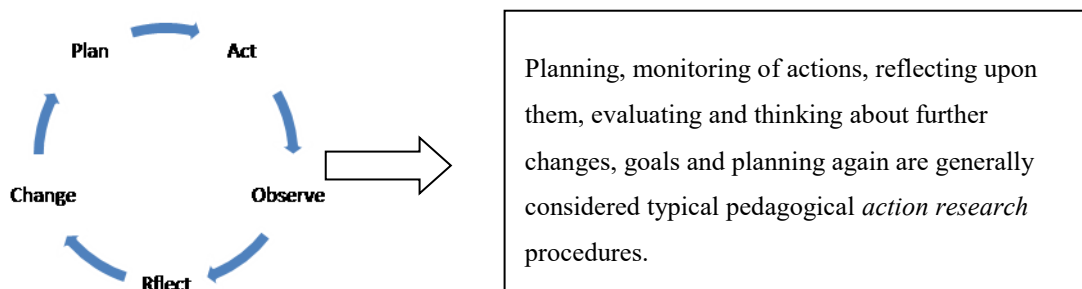 Plan
Act
Observe
Rflect
Change
Planning, monitoring of actions, reflecting upon
them, evaluating and thinking about further
changes, goals and planning again are generally
considered typical pedagogical action research
procedures.